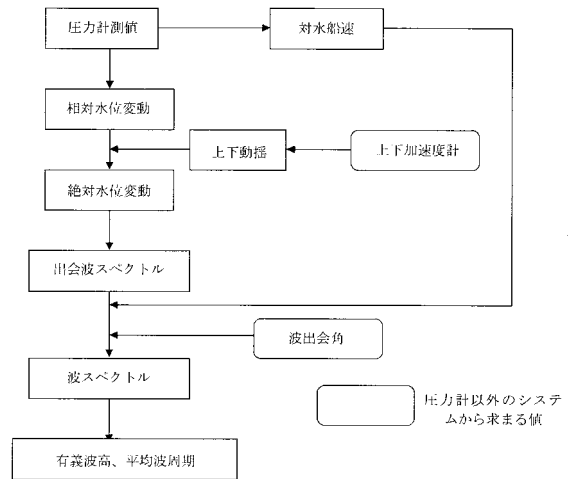 圧力計測値
対水船速
相対水位変動
上下動揺
上下加速度計
絶対水位変動
出会波スペクトル
波出会角
波スペクトル
圧力計以外のシステ
ムから求まる値
有義波高、平均波周期